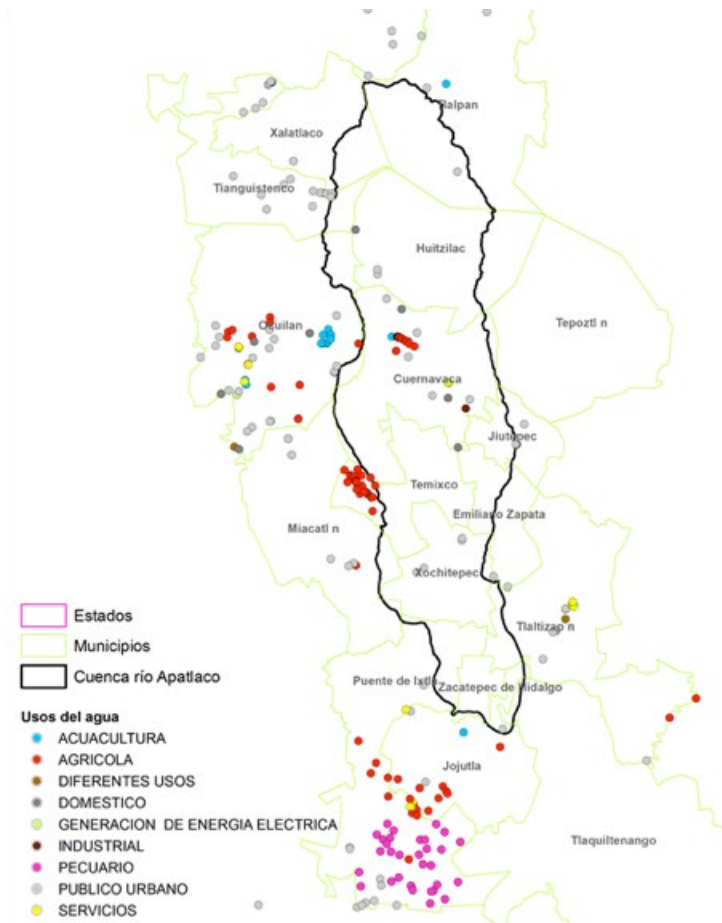 Tlalpan
Xalatlaco
Tianguistenco
Huitzilac
Tepoztl n
Ocuilan
Cuernavaca
Jiutepec
Temixco
Emiliano Zapata
Miacatl n
Xochitepec
Tlaltizap n
Puente de Ixtla
Zacatepec de Hidalgo
Jojutla
Tlaquiltenango
Estados
Municipios
Cuenca río Apatlaco
Usos del agua
ACUACULTURA
AGRICOLA
DIFERENTES USOS
DOMESTICO
GENERACION DE ENERGIA ELECTRICA
INDUSTRIAL
PECUARIO
PUBLICO URBANO
SERVICIOS